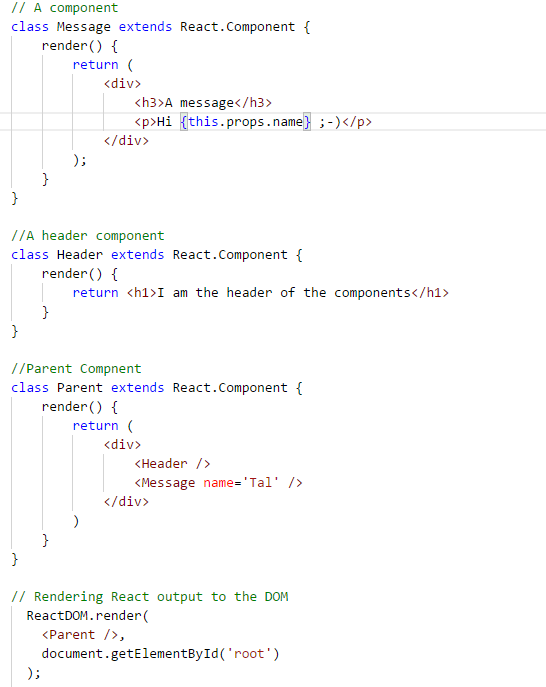 // A component
class Message extends React.Component {
    render() {
        return (
            <div>
                <h3>A message</h3>
                <p>Hi {this.props.name} ;-)</p>
            </div>
        );
    }
}

//A header component
class Header extends React.Component {
    render() {
        return <h1>I am the header of the components</h1>
    }
}

//Parent Compnent
class Parent extends React.Component {
    render() {
        return (
            <div>
                <Header />
                <Message name='Tal' />
            </div>
        )
    }
}

// Rendering React output to the DOM
  ReactDOM.render(
    <Parent />,
    document.getElementById('root')
  );